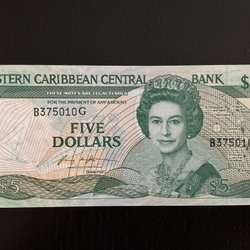 STERN CARIBBEAN CENTRAL BANK $
THESE NOTES ARE LEGAL TENDER
FOR THE PAYMENT OF ANY AMOUNT
B375010G B37501
FIVE
DOLLARS
$5 $5